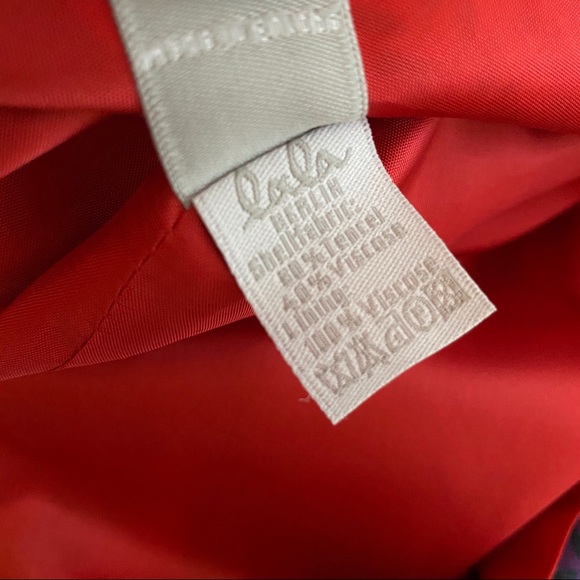 lala
BERLIN
Shellfabric:
60% Tencel
40% Viscose
Lining:
100% Viscose